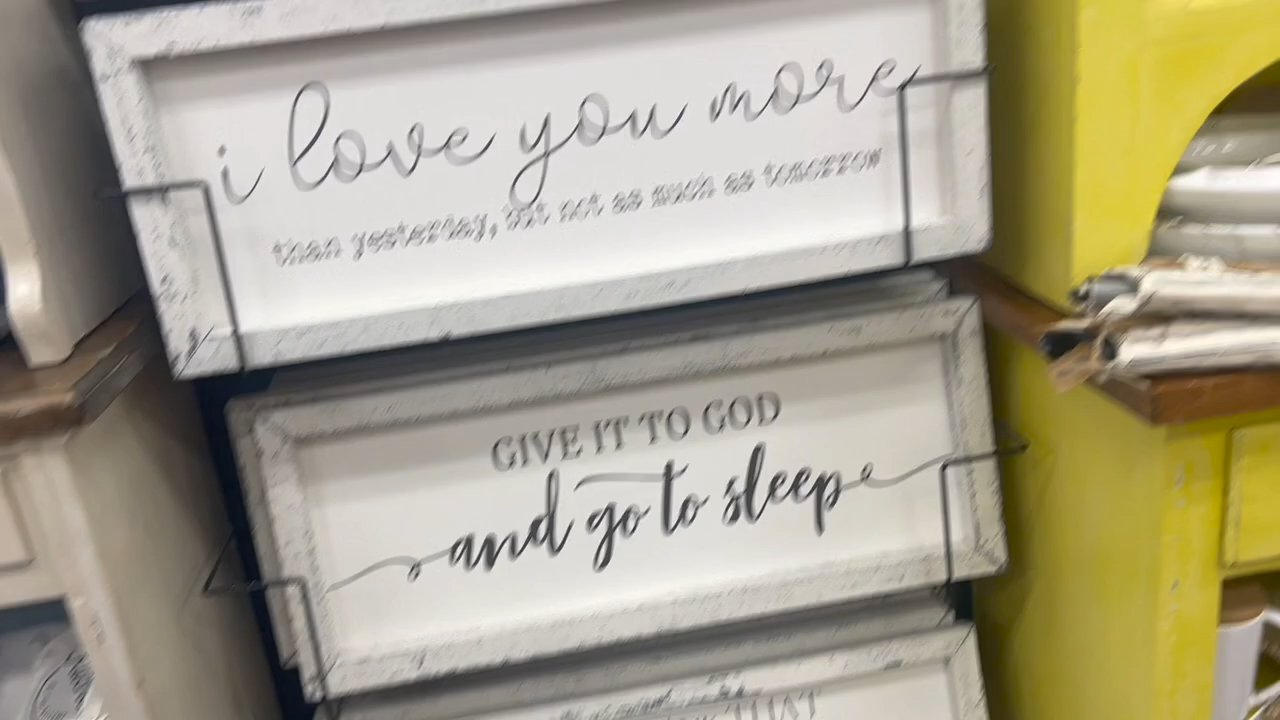 i love you more
than yesterday, but not as much as tomorrow
GIVE IT TO GOD
and go to sleep